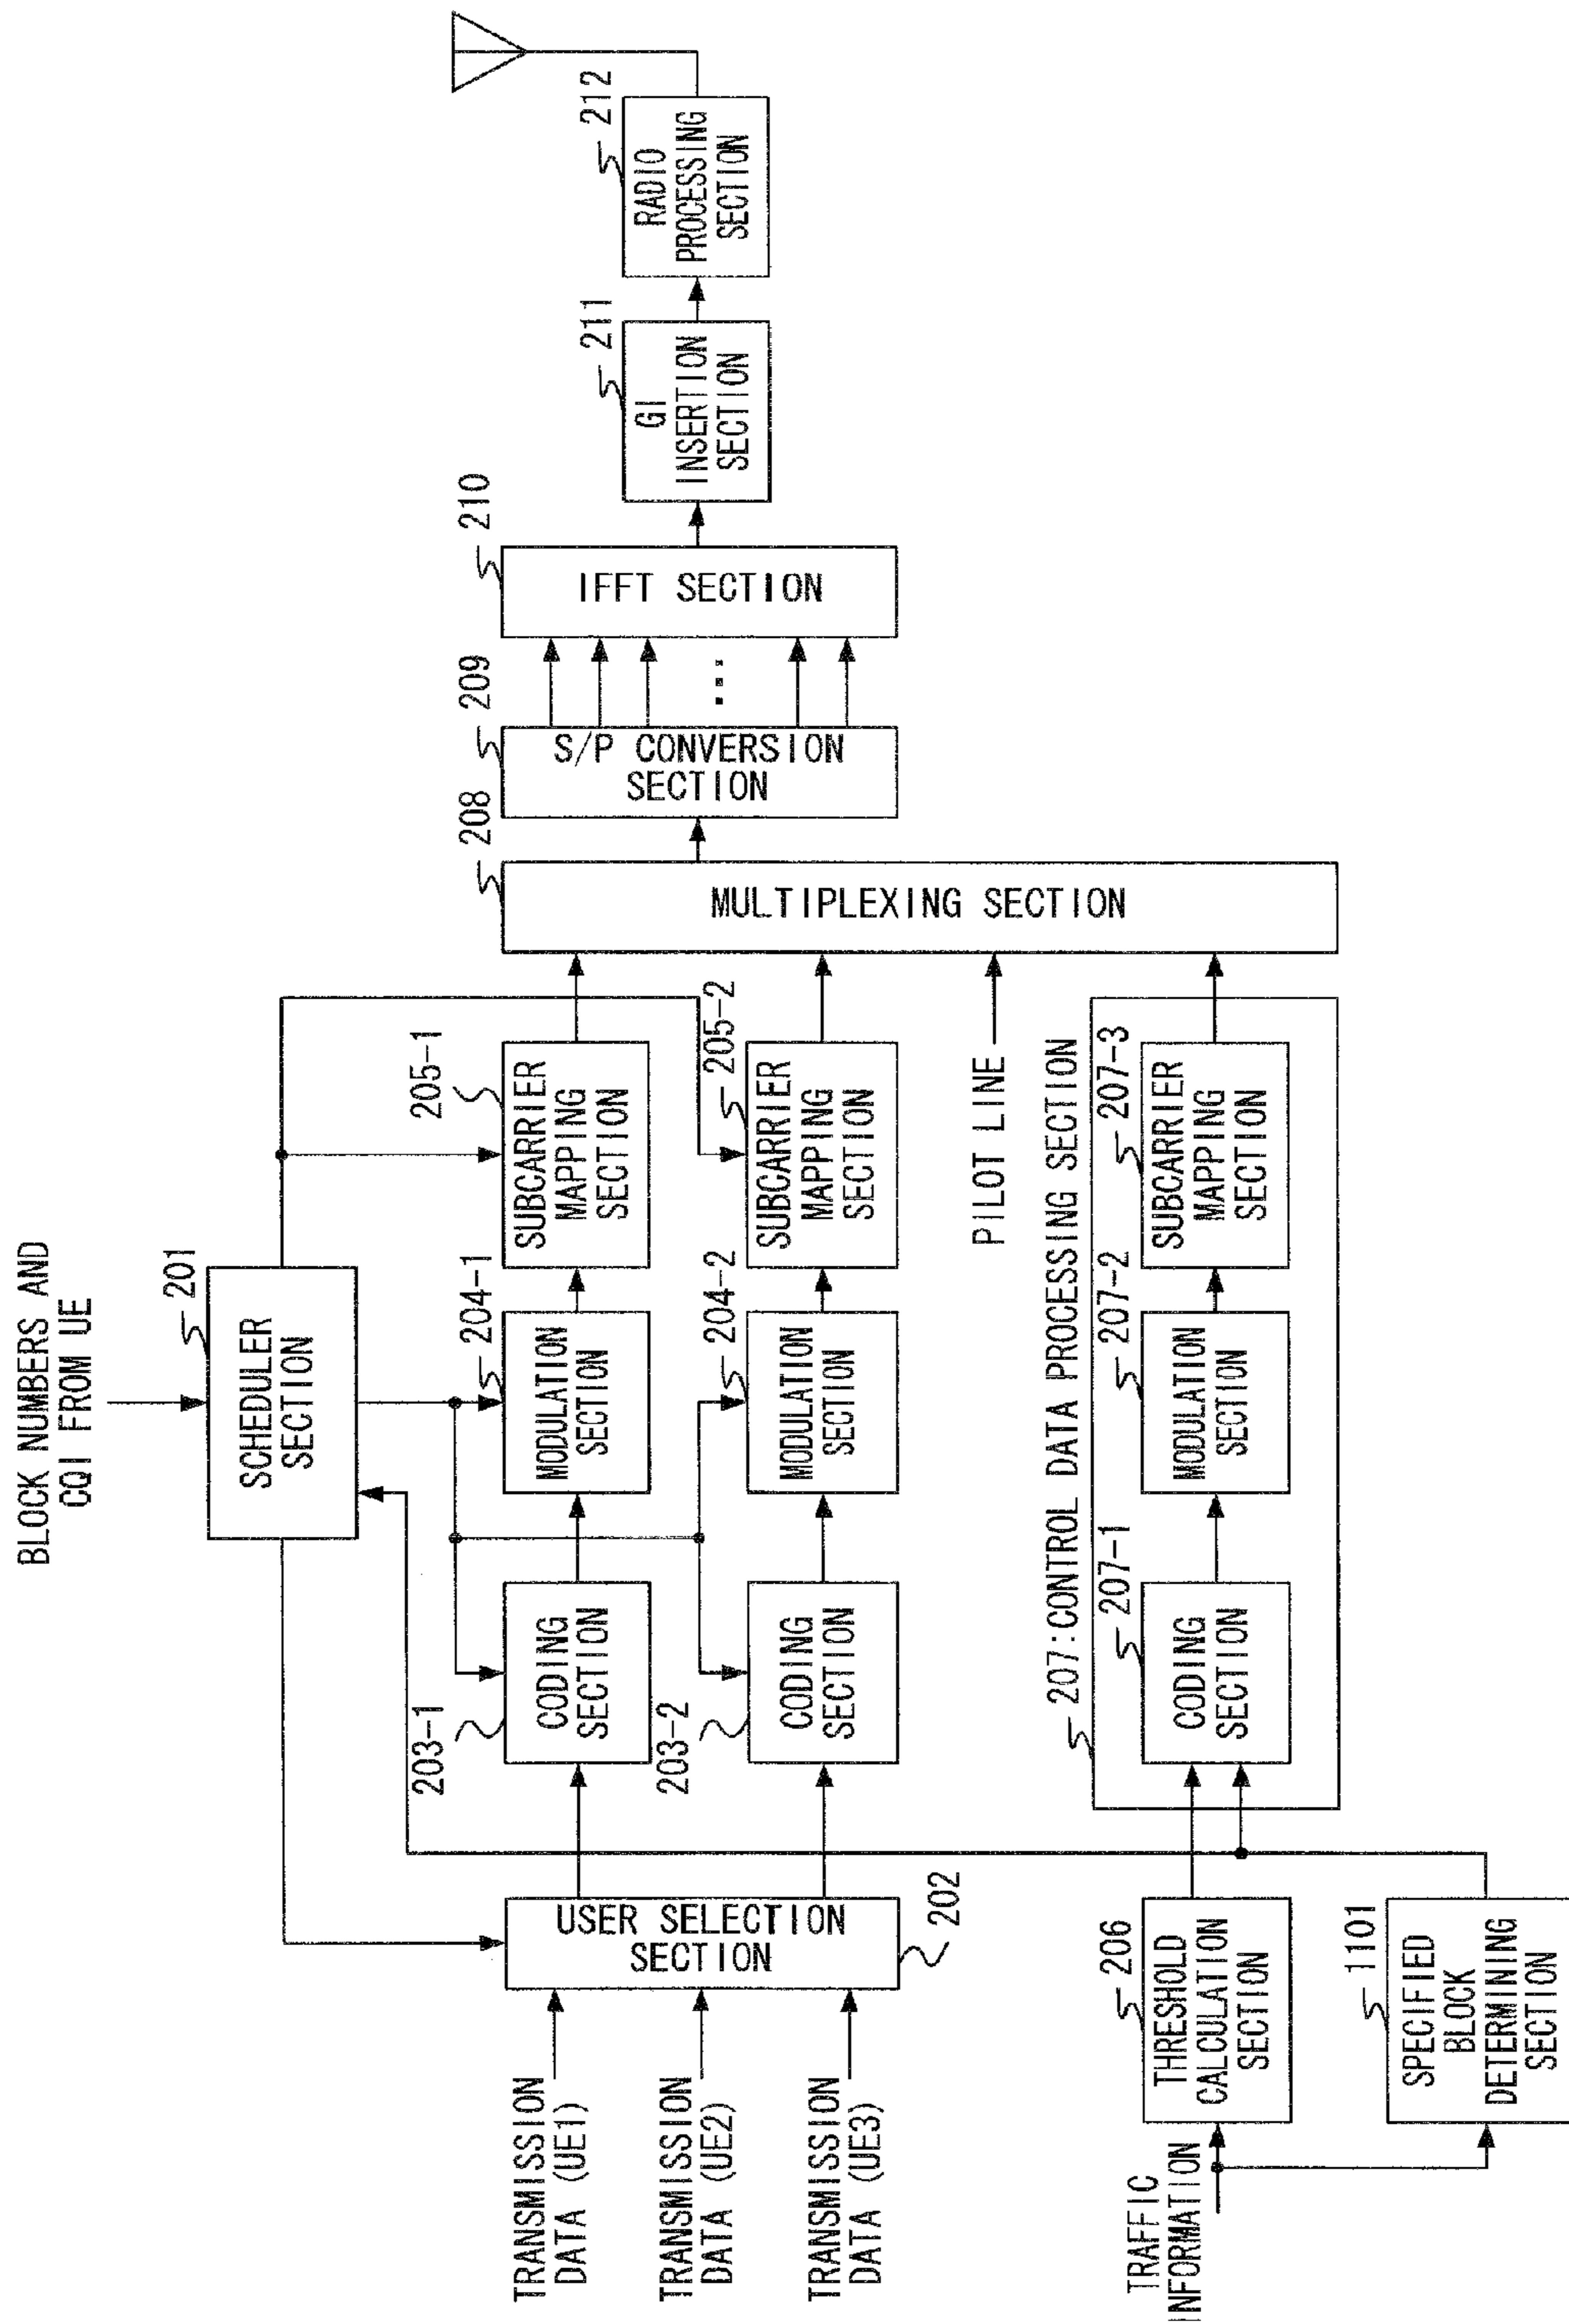 BLOCK NUMBERS AND
CQI FROM UE
201
SCHEDULER
SECTION
TRANSMISSION
DATA (UE1)
TRANSMISSION
DATA (UE2)
TRANSMISSION
DATA (UE3)
USER SELECTION
SECTION
202
203-1
CODING
SECTION
204-1
MODULATION
SECTION
205-1
SUBCARRIER
MAPPING
SECTION
203-2
CODING
SECTION
204-2
MODULATION
SECTION
205-2
SUBCARRIER
MAPPING
SECTION
PILOT LINE
TRAFFIC
INFORMATION
206
THRESHOLD
CALCULATION
SECTION
1101
SPECIFIED
BLOCK
DETERMINING
SECTION
207:CONTROL DATA PROCESSING SECTION
207-1
CODING
SECTION
207-2
MODULATION
SECTION
207-3
SUBCARRIER
MAPPING
SECTION
208
MULTIPLEXING SECTION
209
S/P CONVERSION
SECTION
...
210
IFFT SECTION
211
GI
INSERTION
SECTION
212
RADIO
PROCESSING
SECTION